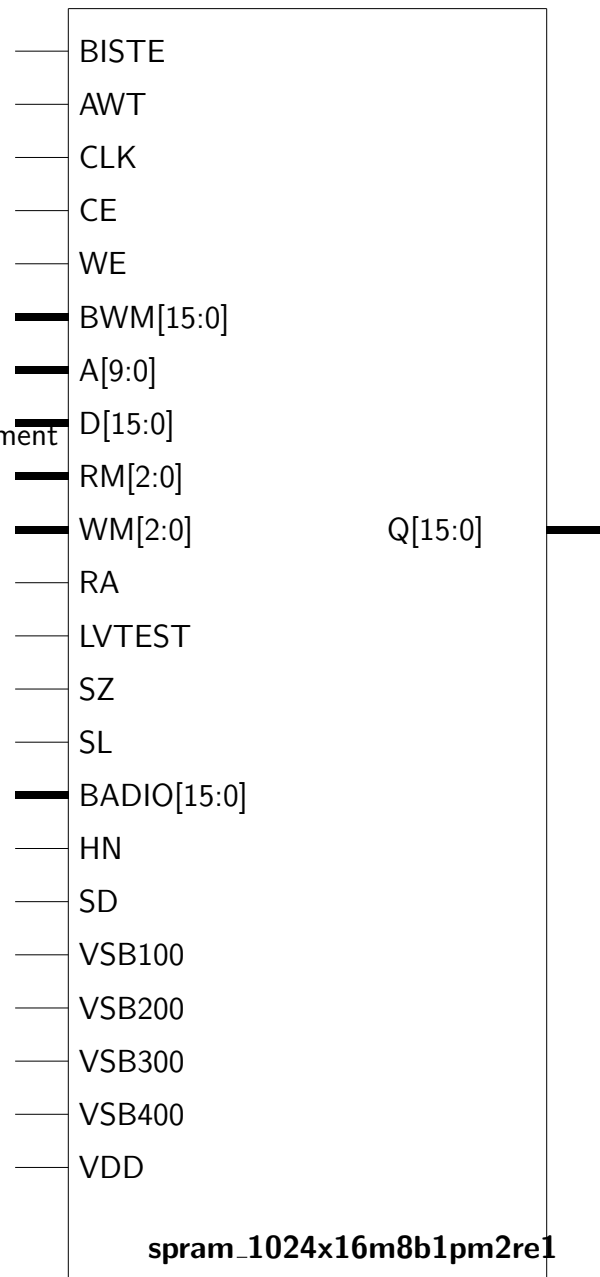 BISTE
AWT
CLK
CE
WE
BWM[15:0]
A[9:0]
D[15:0]
RM[2:0]
WM[2:0]
Q[15:0]
RA
LVTEST
SZ
SL
BADIO[15:0]
HN
SD
VSB100
VSB200
VSB300
VSB400
VDD
spram_1024x16m8b1pm2re1